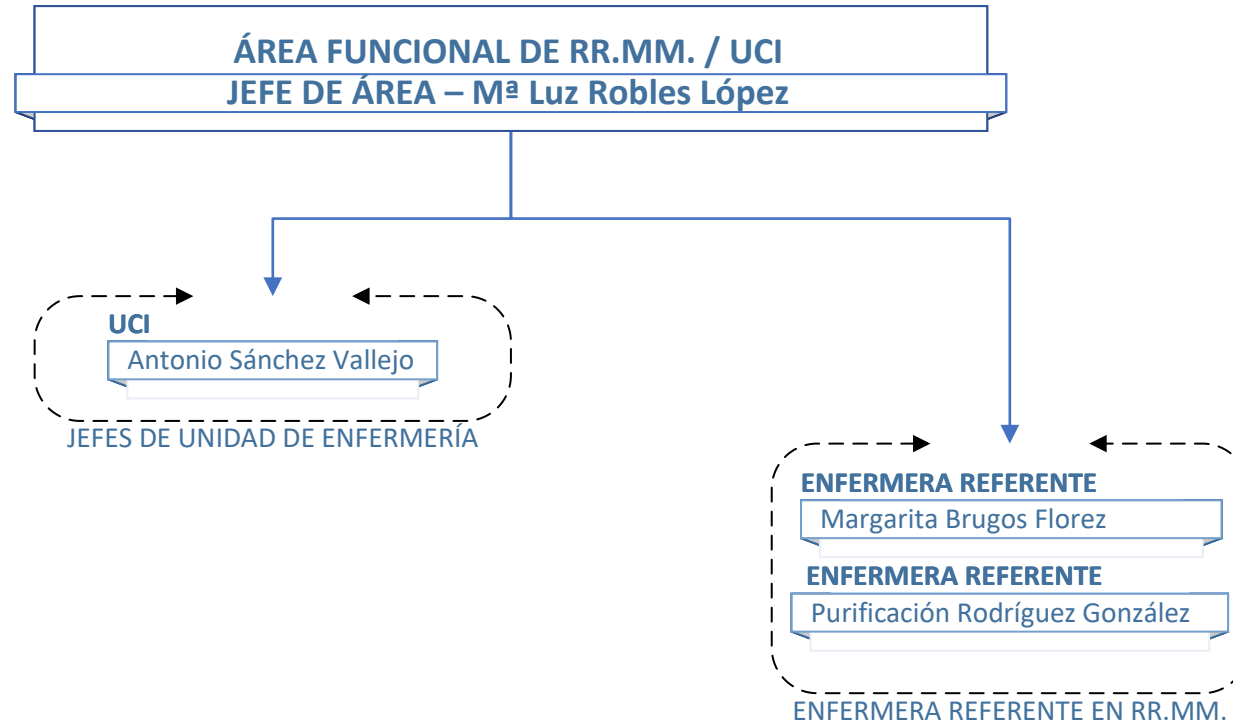 ÁREA FUNCIONAL DE RR.MM. / UCI
JEFE DE ÁREA – Mª Luz Robles López
UCI
Antonio Sánchez Vallejo
JEFES DE UNIDAD DE ENFERMERÍA
ENFERMERA REFERENTE
Margarita Brugos Florez
ENFERMERA REFERENTE
Purificación Rodríguez González
ENFERMERA REFERENTE EN RR.MM.